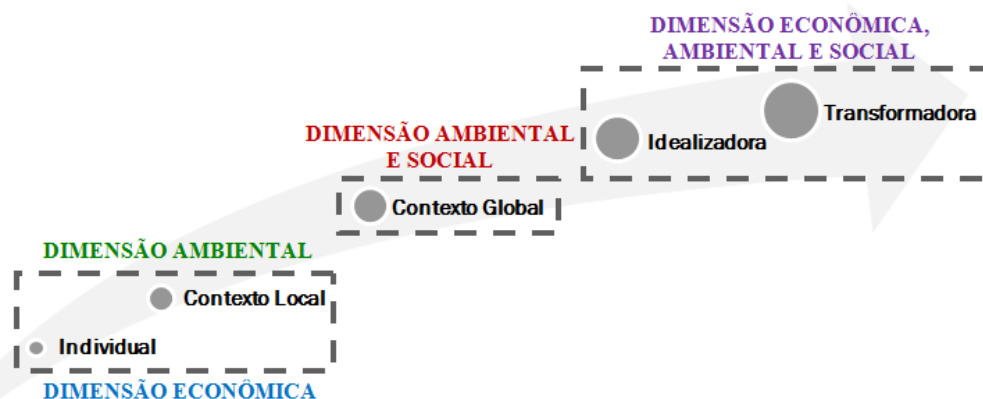 DIMENSÃO ECONÔMICA,
AMBIENTAL E SOCIAL
Transformadora
Idealizadora
DIMENSÃO AMBIENTAL
E SOCIAL
Contexto Global
DIMENSÃO AMBIENTAL
Contexto Local
Individual
DIMENSÃO ECONÔMICA